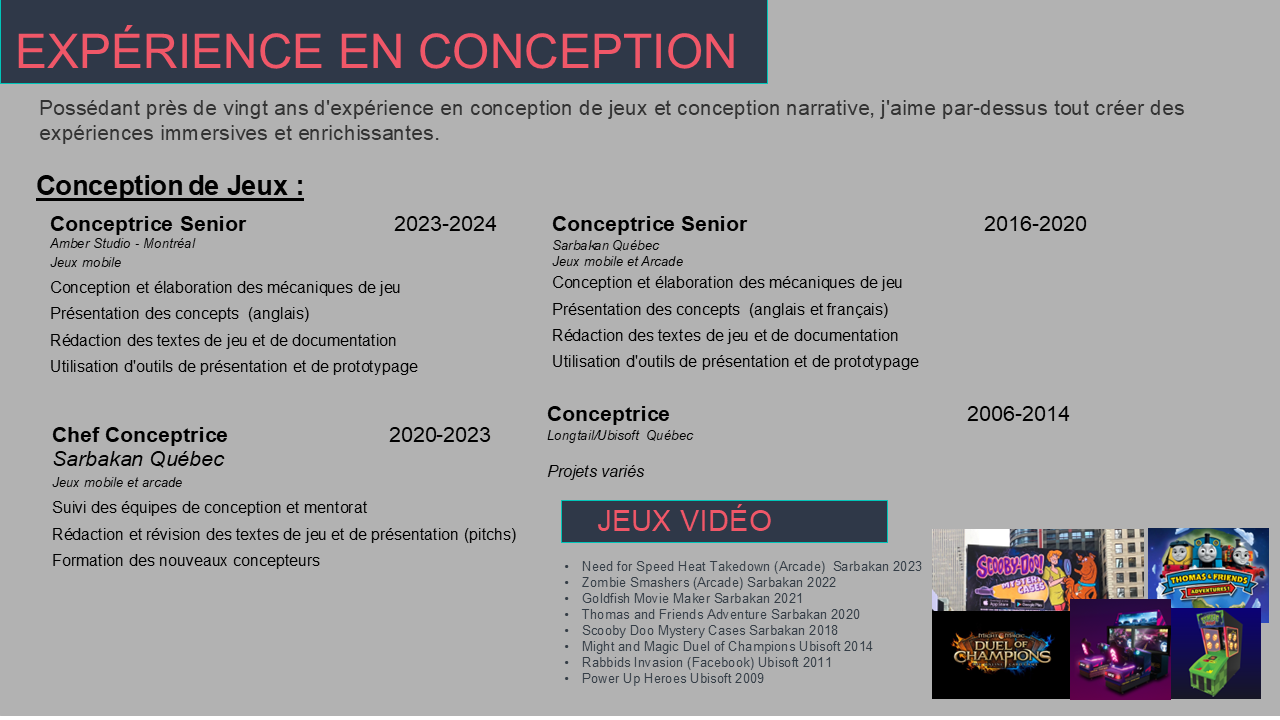 EXPÉRIENCE EN CONCEPTION
Possédant près de vingt ans d'expérience en conception de jeux et conception narrative, j'aime par-dessus tout créer des
expériences immersives et enrichissantes.
Conception de Jeux :
Conceptrice Senior 2023-2024
Amber Studio - Montréal
Jeux mobile
Conception et élaboration des mécaniques de jeu
Présentation des concepts (anglais)
Rédaction des textes de jeu et de documentation
Utilisation d'outils de présentation et de prototypage
Chef Conceptrice 2020-2023
Sarbakan Québec
Jeux mobile et arcade
Suivi des équipes de conception et mentorat
Rédaction et révision des textes de jeu et de présentation (pitchs)
Formation des nouveaux concepteurs
Conceptrice Senior 2016-2020
Sarbakan Québec
Jeux mobile et Arcade
Conception et élaboration des mécaniques de jeu
Présentation des concepts (anglais et français)
Rédaction des textes de jeu et de documentation
Utilisation d'outils de présentation et de prototypage
Conceptrice 2006-2014
Longtail/Ubisoft Québec
Projets variés
JEUX VIDÉO
• Need for Speed Heat Takedown (Arcade) Sarbakan 2023
• Zombie Smashers (Arcade) Sarbakan 2022
• Goldfish Movie Maker Sarbakan 2021
• Thomas and Friends Adventure Sarbakan 2020
• Scooby Doo Mystery Cases Sarbakan 2018
• Might and Magic Duel of Champions Ubisoft 2014
• Rabbids Invasion (Facebook) Ubisoft 2011
• Power Up Heroes Ubisoft 2009
SCOOBY-DOO!
MYSTERY
CASES
App Store
Google Play
THOMAS & FRIENDS
ADVENTURES!
MIGHT MAGIC
DUEL OF
CHAMPIONS